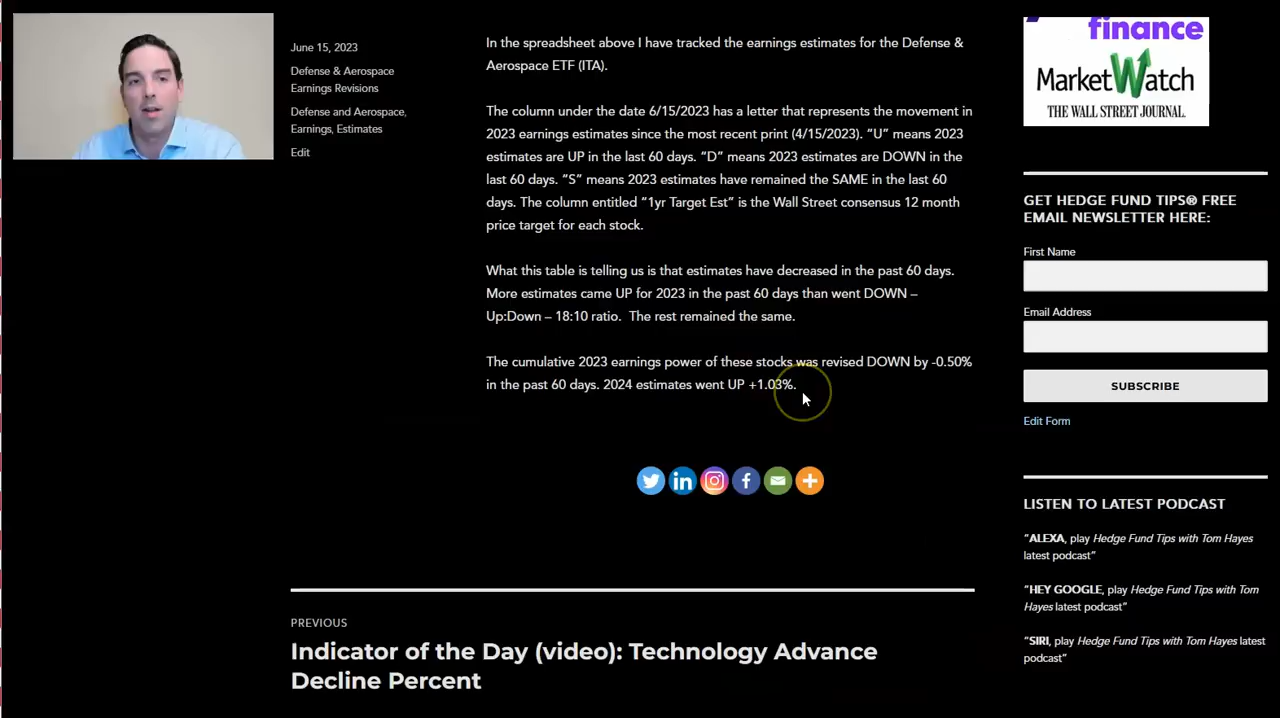 June 15, 2023
Defense & Aerospace
Earnings Revisions
Defense and Aerospace,
Earnings, Estimates
Edit
In the spreadsheet above I have tracked the earnings estimates for the Defense &
Aerospace ETF (ITA).
The column under the date 6/15/2023 has a letter that represents the movement in
2023 earnings estimates since the most recent print (4/15/2023). “U” means 2023
estimates are UP in the last 60 days. “D” means 2023 estimates are DOWN in the
last 60 days. “S” means 2023 estimates have remained the SAME in the last 60
days. The column entitled “1yr Target Est” is the Wall Street consensus 12 month
price target for each stock.
What this table is telling us is that estimates have decreased in the past 60 days.
More estimates came UP for 2023 in the past 60 days than went DOWN –
Up:Down – 18:10 ratio. The rest remained the same.
The cumulative 2023 earnings power of these stocks was revised DOWN by -0.50%
in the past 60 days. 2024 estimates went UP +1.03%.
PREVIOUS
Indicator of the Day (video): Technology Advance
Decline Percent
finance
MarketWatch
THE WALL STREET JOURNAL.
GET HEDGE FUND TIPS® FREE
EMAIL NEWSLETTER HERE:
First Name
Email Address
SUBSCRIBE
Edit Form
LISTEN TO LATEST PODCAST
“ALEXA, play Hedge Fund Tips with Tom Hayes
latest podcast”
“HEY GOOGLE, play Hedge Fund Tips with Tom
Hayes latest podcast”
“SIRI, play Hedge Fund Tips with Tom Hayes latest
podcast”